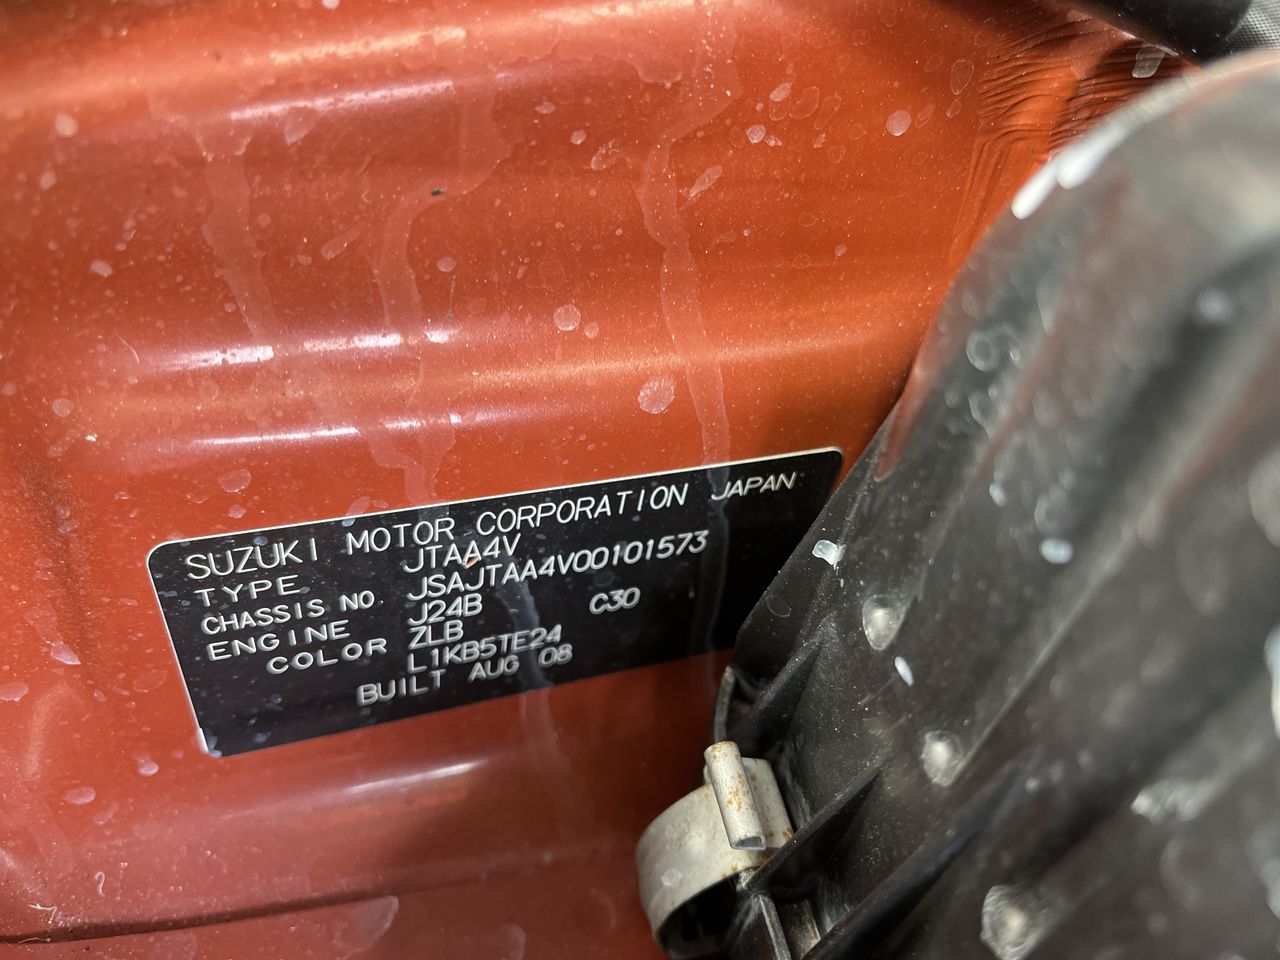 SUZUKI MOTOR CORPORATION JAPAN
TYPE JTAA4V
CHASSIS NO. JSAJTAA4V00101573
ENGINE J24B
COLOR ZLB C30
L1KB5TE24
BUILT AUG 08